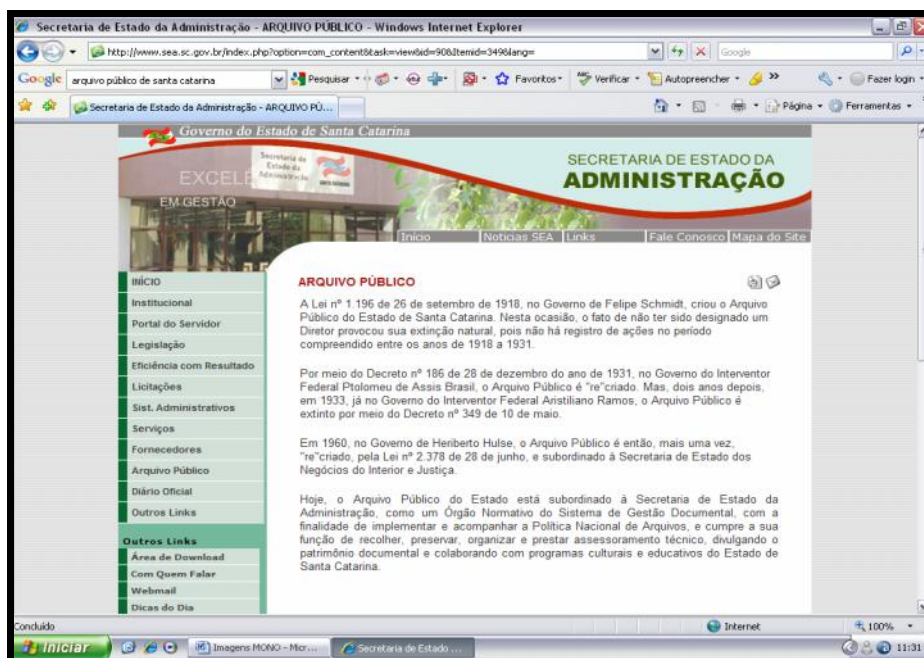 Secretaria de Estado da Administração - ARQUIVO PÚBLICO - Windows Internet Explorer
http://www.sea.sc.gov.br/index.php?option=com_content&task=view&id=90&Itemid=349&lang=
Google
Google arquivo público de santa catarina Pesquisar Favoritos Verificar Autopreencher Fazer login
Secretaria de Estado da Administração - ARQUIVO PÚ... Página Ferramentas
Governo do Estado de Santa Catarina
Secretaria de
Estado da
Administração
SANTA CATARINA
EM GESTÃO
SECRETARIA DE ESTADO DA
ADMINISTRAÇÃO
Início Notícias SEA Links Fale Conosco Mapa do Site
INÍCIO
Institucional
Portal do Servidor
Legislação
Eficiência com Resultado
Licitações
Sist. Administrativos
Serviços
Fornecedores
Arquivo Público
Diário Oficial
Outros Links
Outros Links
Área de Download
Com Quem Falar
Webmail
Dicas do Dia
ARQUIVO PÚBLICO
A Lei nº 1.196 de 26 de setembro de 1918, no Governo de Felipe Schmidt, criou o Arquivo
Público do Estado de Santa Catarina. Nesta ocasião, o fato de não ter sido designado um
Diretor provocou sua extinção natural, pois não há registro de ações no período
compreendido entre os anos de 1918 a 1931.
Por meio do Decreto nº 186 de 28 de dezembro do ano de 1931, no Governo do Interventor
Federal Ptolomeu de Assis Brasil, o Arquivo Público é "re"criado. Mas, dois anos depois,
em 1933, já no Governo do Interventor Federal Aristiliano Ramos, o Arquivo Público é
extinto por meio do Decreto nº 349 de 10 de maio.
Em 1960, no Governo de Heriberto Hulse, o Arquivo Público é então, mais uma vez,
"re"criado, pela Lei nº 2.378 de 28 de junho, e subordinado à Secretaria de Estado dos
Negócios do Interior e Justiça.
Hoje, o Arquivo Público do Estado está subordinado à Secretaria de Estado da
Administração, como um Órgão Normativo do Sistema de Gestão Documental, com a
finalidade de implementar e acompanhar a Política Nacional de Arquivos, e cumpre a sua
função de recolher, preservar, organizar e prestar assessoramento técnico, divulgando o
patrimônio documental e colaborando com programas culturais e educativos do Estado de
Santa Catarina.
Concluído Internet 100%
Iniciar Imagens MONO - Micr... Secretaria de Estado ... 11:31